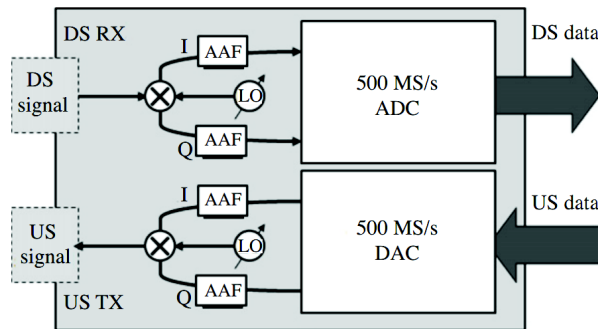 DS RX
DS data
I
AAF
DS
signal
LO
500 MS/s
ADC
Q
AAF
I
AAF
US data
US
signal
LO
500 MS/s
DAC
US TX
Q
AAF